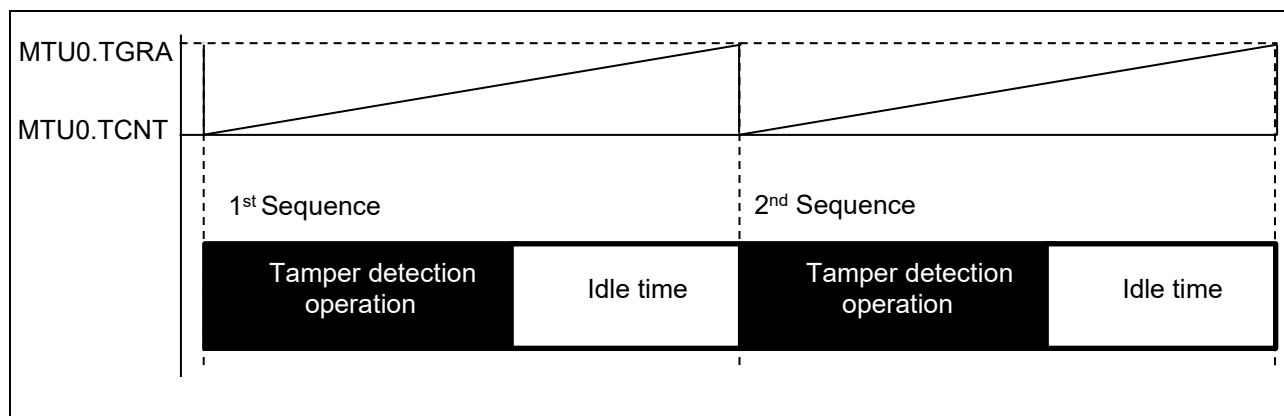 MTU0.TGRA
MTU0.TCNT
1st Sequence
2nd Sequence
Tamper detection
operation
Idle time
Tamper detection
operation
Idle time